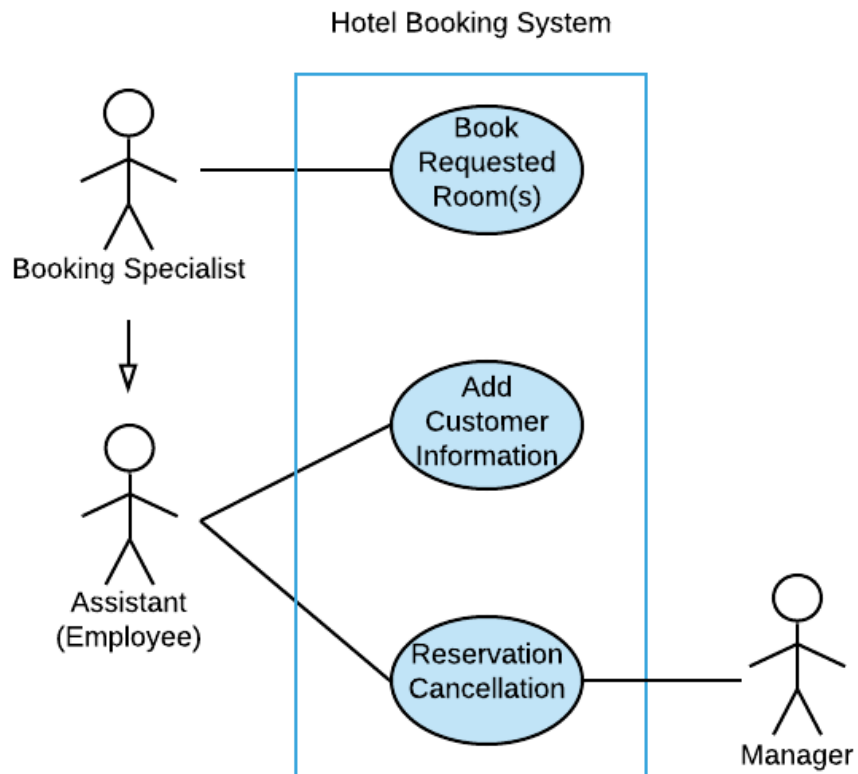 Hotel Booking System
Book
Requested
Room(s)
Booking Specialist
Add
Customer
Information
Assistant
(Employee)
Reservation
Cancellation
Manager